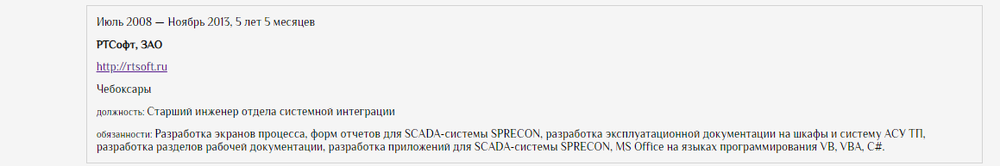 Июль 2008 — Ноябрь 2013, 5 лет 5 месяцев
РТСофт, ЗАО
http://rtsoft.ru
Чебоксары
должность: Старший инженер отдела системной интеграции
обязанности: Разработка экранов процесса, форм отчетов для SCADA-системы SPRECON, разработка эксплуатационной документации на шкафы и систему АСУ ТП,
разработка разделов рабочей документации, разработка приложений для SCADA-системы SPRECON, MS Office на языках программирования VB, VBA, C#.